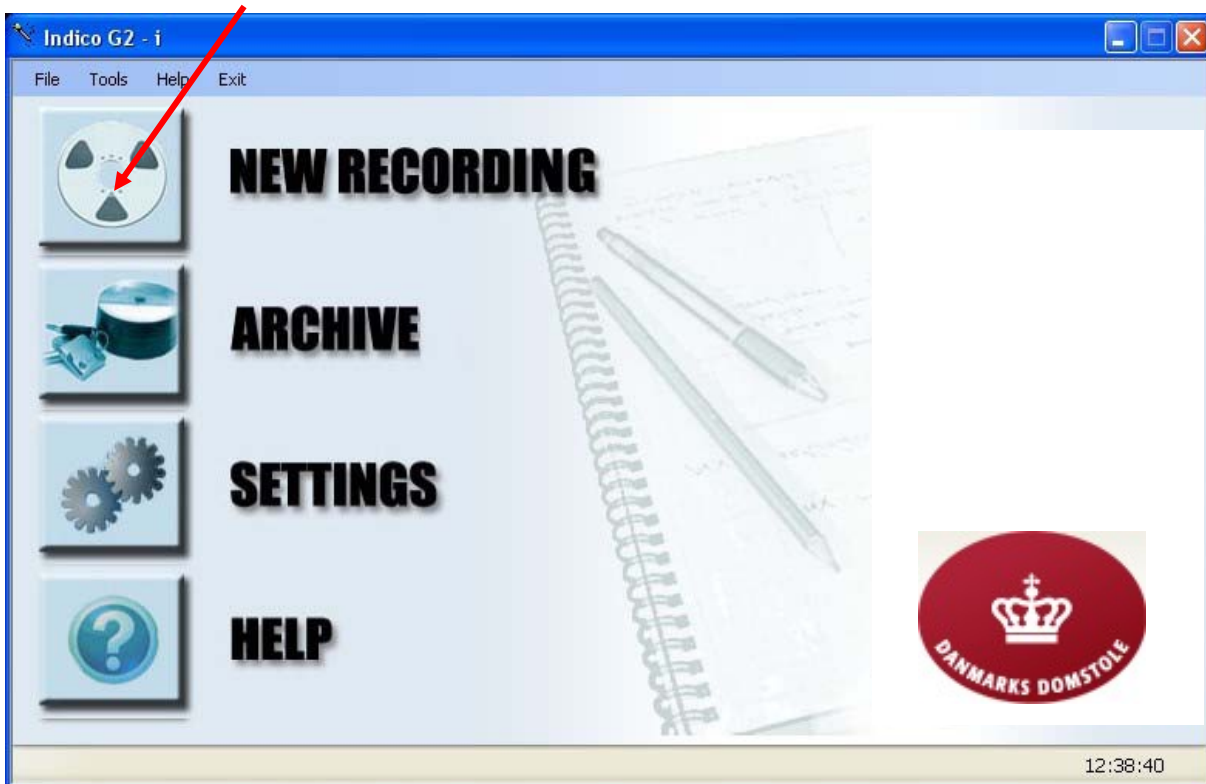 Indico G2 - i
File Tools Help Exit
NEW RECORDING
ARCHIVE
SETTINGS
HELP
DANMARKS DOMSTOLE
12:38:40